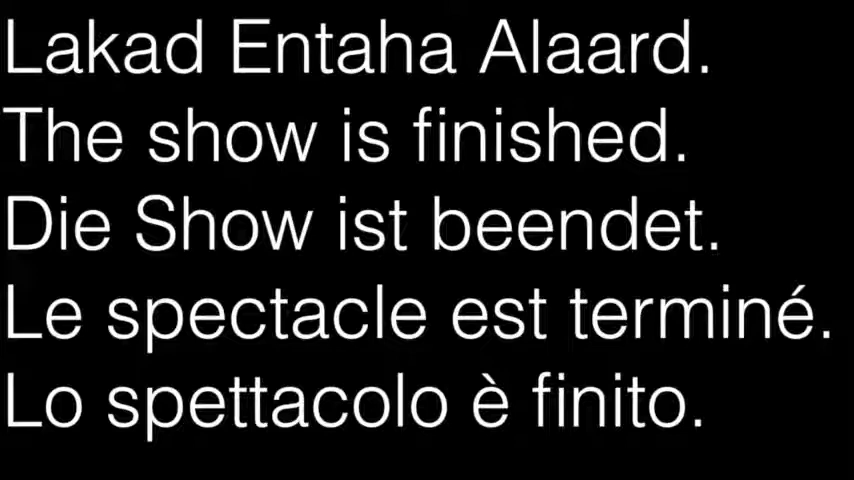 Lakad Entaha Alaard.
The show is finished.
Die Show ist beendet.
Le spectacle est terminé.
Lo spettacolo è finito.